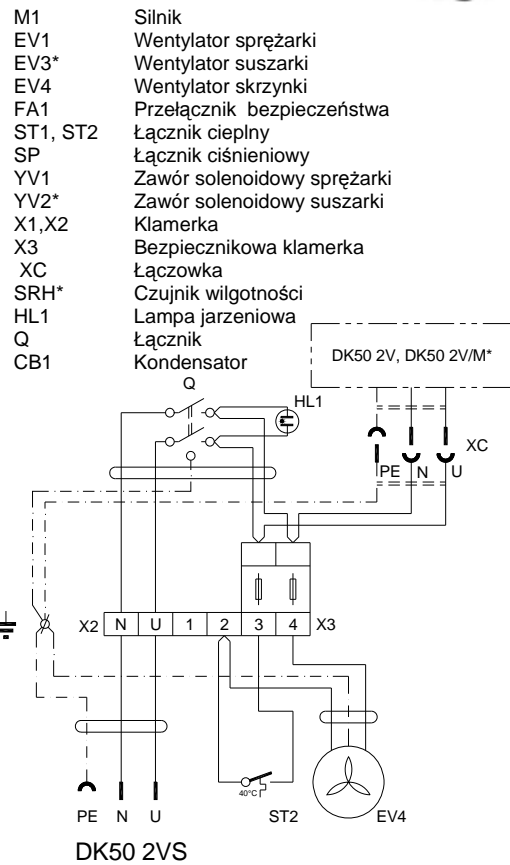 M1 Silnik
EV1 Wentylator sprężarki
EV3* Wentylator suszarki
EV4 Wentylator skrzynki
FA1 Przełącznik bezpieczeństwa
ST1, ST2 Łącznik cieplny
SP Łącznik ciśnieniowy
YV1 Zawór solenoidowy sprężarki
YV2* Zawór solenoidowy suszarki
X1,X2 Klamerka
X3 Bezpiecznikowa klamerka
XC Łączowka
SRH* Czujnik wilgotności
HL1 Lampa jarzeniowa
Q Łącznik
CB1 Kondensator
DK50 2V, DK50 2V/M*
Q
HL1
XC
PE N U
X2 N U 1 2 3 4 X3
40°C
PE N U ST2 EV4
DK50 2VS